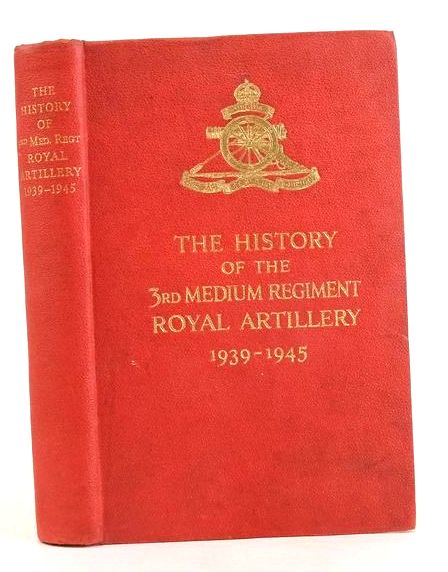 THE
HISTORY
OF
3RD MED. REGT
ROYAL
ARTILLERY
1939-1945
THE HISTORY
OF THE
3RD MEDIUM REGIMENT
ROYAL ARTILLERY
1939-1945